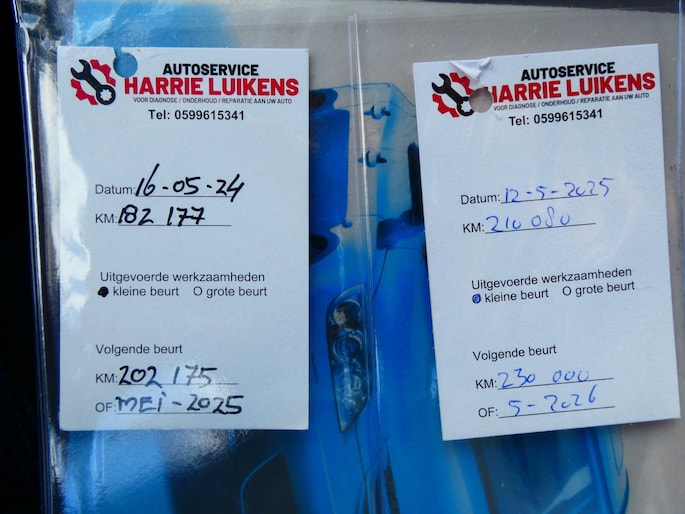 AUTOSERVICE
HARRIE LUIKENS
VOOR DIAGNOSE / ONDERHOUD / REPARATIE AAN UW AUTO
Tel: 0599615341
Datum: 16-05-24
KM: 182 177
Uitgevoerde werkzaamheden
kleine beurt O grote beurt
Volgende beurt
KM: 202 175
OF: MEi-2025
AUTOSERVICE
HARRIE LUIKENS
VOOR DIAGNOSE / ONDERHOUD / REPARATIE AAN UW AUTO
Tel: 0599615341
Datum: 12-5-2025
KM: 210 080
Uitgevoerde werkzaamheden
kleine beurt O grote beurt
Volgende beurt
KM: 230 000
OF: 5-2026